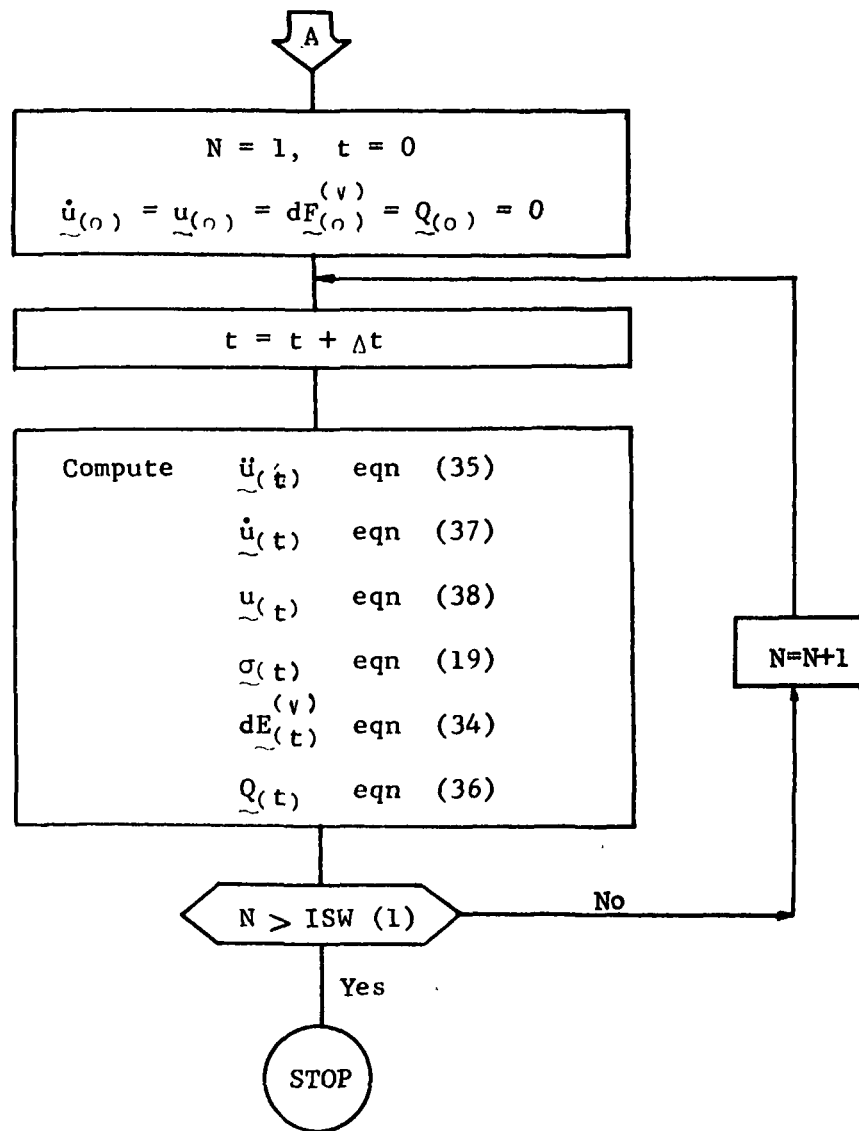 A
N = 1, t = 0
u̇(o) = u(o) = dF(o)^(v) = Q(o) = 0
t = t + Δt
Compute ü(t) eqn (35)
u̇(t) eqn (37)
u(t) eqn (38)
σ(t) eqn (19)
dE(t)^(v) eqn (34)
Q(t) eqn (36)
N=N+1
N > ISW (1)
No
Yes
STOP